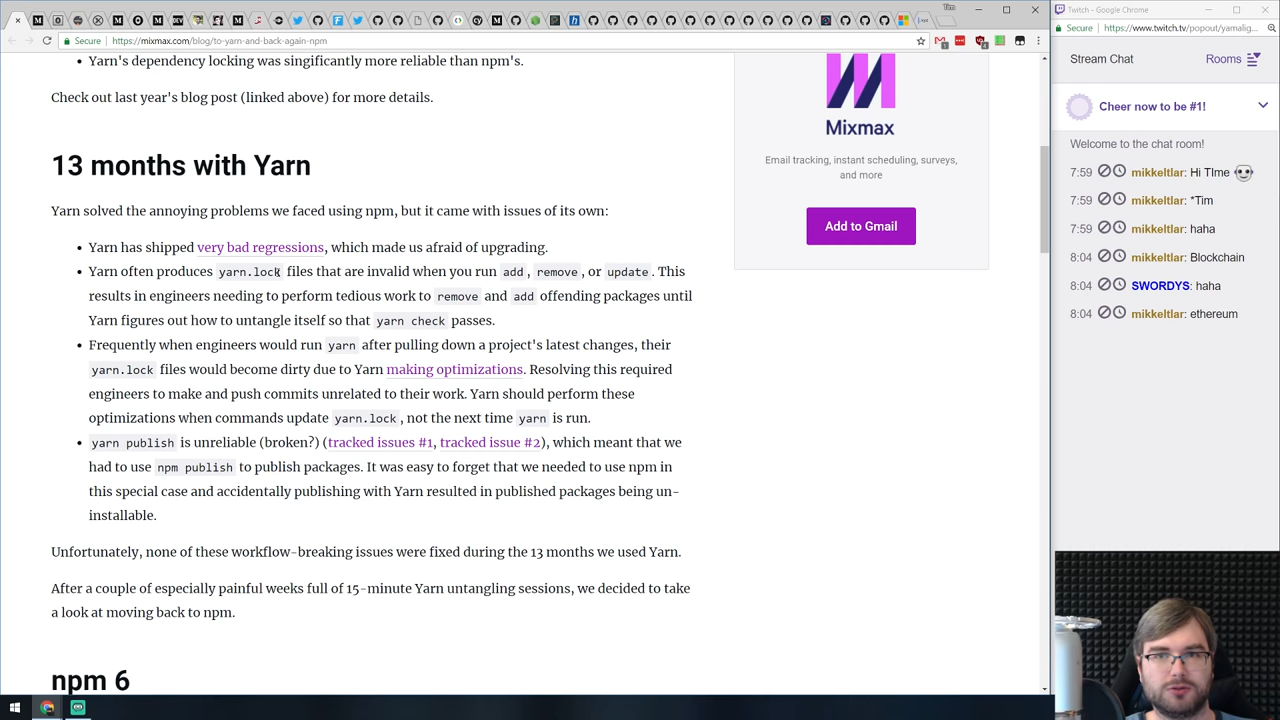 Tim
Secure
https://mixmax.com/blog/to-yarn-and-back-again-npm
Yarn's dependency locking was singificantly more reliable than npm's.
Check out last year's blog post (linked above) for more details.
13 months with Yarn
Yarn solved the annoying problems we faced using npm, but it came with issues of its own:
Yarn has shipped very bad regressions, which made us afraid of upgrading.
Yarn often produces yarn.lock files that are invalid when you run add, remove, or update. This
results in engineers needing to perform tedious work to remove and add offending packages until
Yarn figures out how to untangle itself so that yarn check passes.
Frequently when engineers would run yarn after pulling down a project's latest changes, their
yarn.lock files would become dirty due to Yarn making optimizations. Resolving this required
engineers to make and push commits unrelated to their work. Yarn should perform these
optimizations when commands update yarn.lock, not the next time yarn is run.
yarn publish is unreliable (broken?) (tracked issues #1, tracked issue #2), which meant that we
had to use npm publish to publish packages. It was easy to forget that we needed to use npm in
this special case and accidentally publishing with Yarn resulted in published packages being un-
installable.
Unfortunately, none of these workflow-breaking issues were fixed during the 13 months we used Yarn.
After a couple of especially painful weeks full of 15-minute Yarn untangling sessions, we decided to take
a look at moving back to npm.
npm 6
Mixmax
Email tracking, instant scheduling, surveys,
and more
Add to Gmail
Twitch - Google Chrome
Secure
https://www.twitch.tv/popout/yamalig...
Stream Chat
Rooms
Cheer now to be #1!
Welcome to the chat room!
7:59 mikkeltlar: Hi TIme
7:59 mikkeltlar: *Tim
7:59 mikkeltlar: haha
8:04 mikkeltlar: Blockchain
8:04 SWORDYS: haha
8:04 mikkeltlar: ethereum